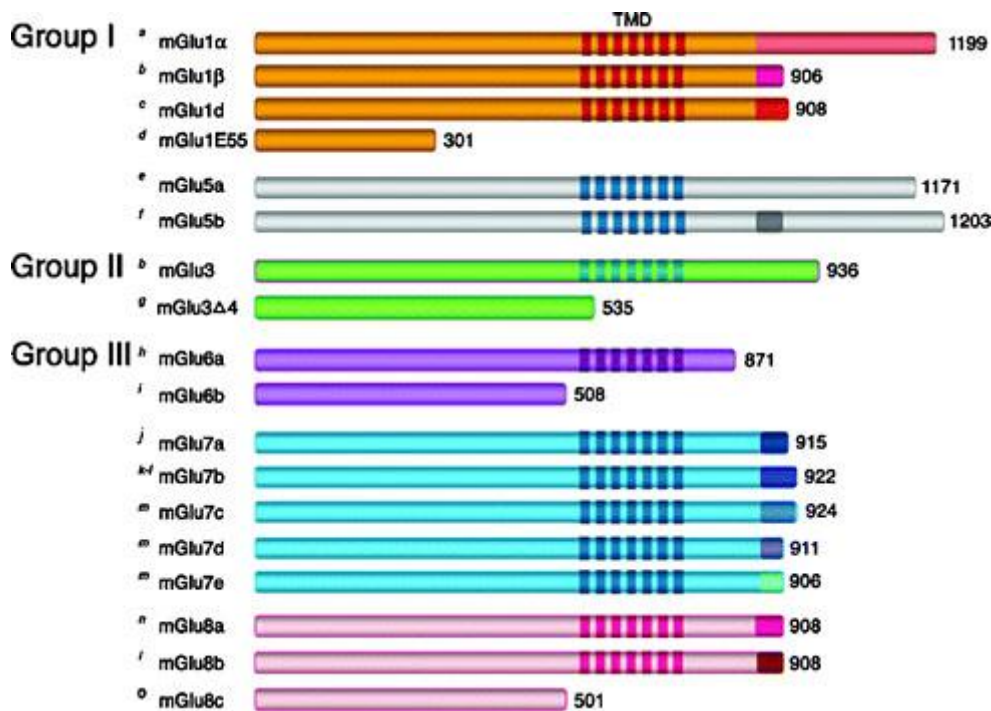 TMD
Group I a mGlu1α 1199
b mGlu1β 906
c mGlu1d 908
d mGlu1E55 301
e mGlu5a 1171
f mGlu5b 1203
Group II b mGlu3 936
g mGlu3Δ4 535
Group III h mGlu6a 871
i mGlu6b 508
j mGlu7a 915
k-l mGlu7b 922
m mGlu7c 924
m mGlu7d 911
m mGlu7e 906
n mGlu8a 908
l mGlu8b 908
o mGlu8c 501